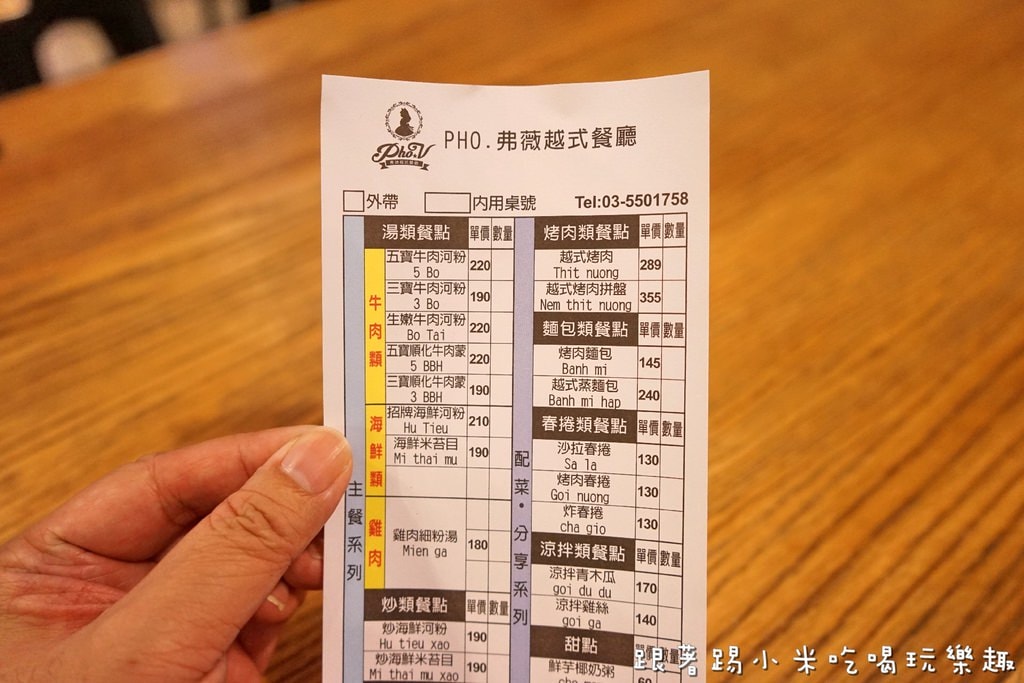 Pho.V
PHO.弗薇越式餐廳
外帶 內用桌號 Tel:03-5501758
主餐系列
湯類餐點 單價 數量
牛肉類
五寶牛肉河粉 220
5 Bo
三寶牛肉河粉 190
3 Bo
生嫩牛肉河粉 220
Bo Tai
五寶順化牛肉蒙 220
5 BBH
三寶順化牛肉蒙 190
3 BBH
海鮮類
招牌海鮮河粉 210
Hu Tieu
海鮮米苔目 190
Mi thai mu
雞肉
雞肉細粉湯 180
Mien ga
炒類餐點 單價 數量
炒海鮮河粉 190
Hu tieu xao
炒海鮮米苔目 190
Mi thai mu xao
配菜・分享系列
烤肉類餐點 單價 數量
越式烤肉 289
Thit nuong
越式烤肉拼盤 355
Nem thit nuong
麵包類餐點 單價 數量
烤肉麵包 145
Banh mi
越式蒸麵包 240
Banh mi hap
春捲類餐點 單價 數量
沙拉春捲 130
Sa la
烤肉春捲 130
Goi nuong
炸春捲 130
cha gio
涼拌類餐點 單價 數量
涼拌青木瓜 170
goi du du
涼拌雞絲 140
goi ga
甜點 單價 數量
鮮芋椰奶粥
跟著踢小米吃喝玩樂趣